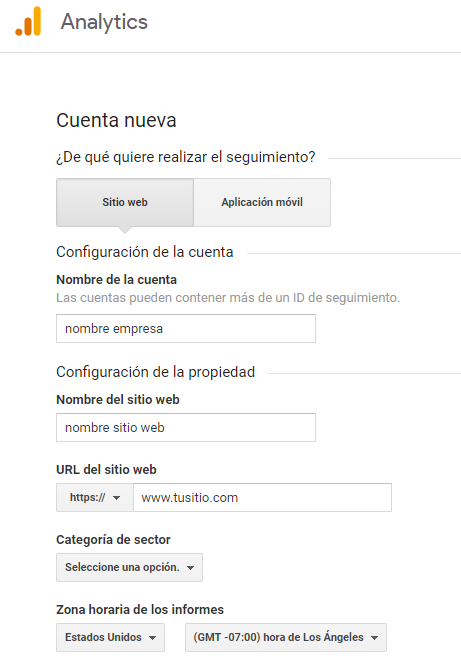 Analytics
Cuenta nueva
¿De qué quiere realizar el seguimiento?
Sitio web Aplicación móvil
Configuración de la cuenta
Nombre de la cuenta
Las cuentas pueden contener más de un ID de seguimiento.
nombre empresa
Configuración de la propiedad
Nombre del sitio web
nombre sitio web
URL del sitio web
https:// www.tusitio.com
Categoría de sector
Seleccione una opción.
Zona horaria de los informes
Estados Unidos (GMT -07:00) hora de Los Ángeles